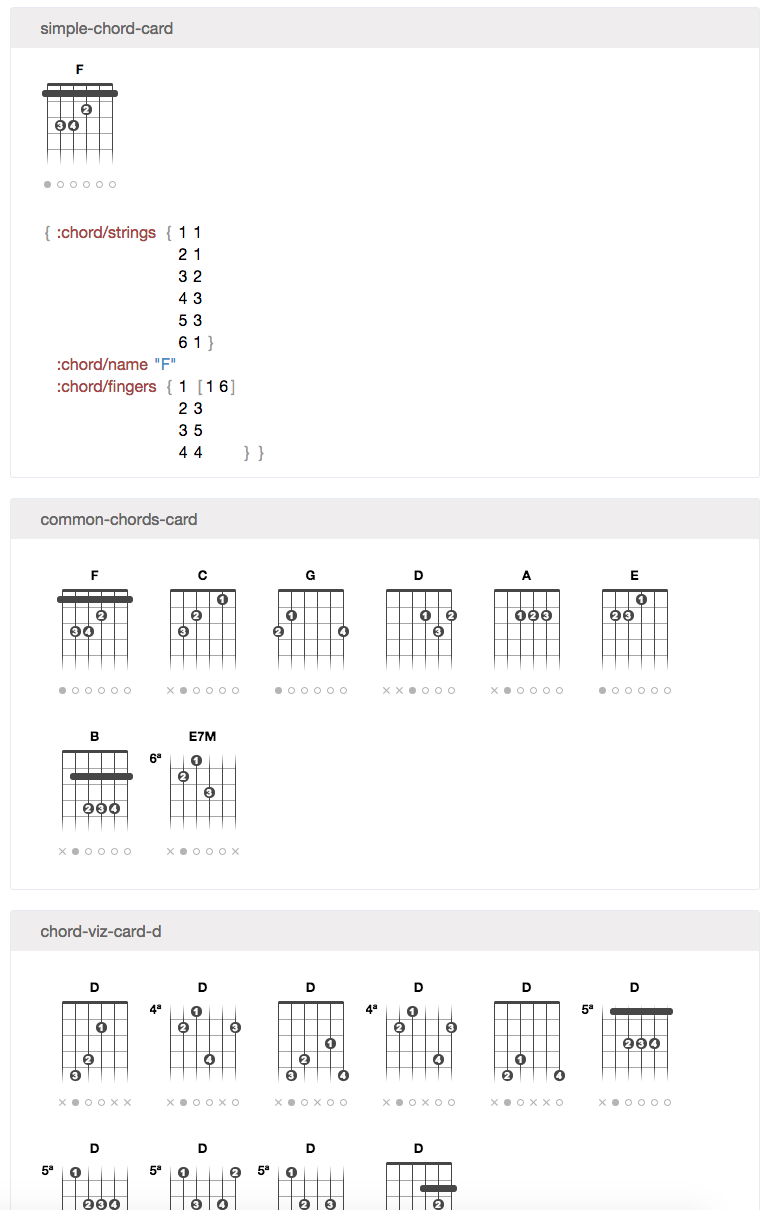 simple-chord-card
F
2
3 4
{ :chord/strings { 1 1
2 1
3 2
4 3
5 3
6 1 }
:chord/name "F"
:chord/fingers { 1 [1 6]
2 3
3 5
4 4 } }
common-chords-card
F C G D A E
1 1
2 2 1 1 2 1 2 3 2 3
3 4 3 2 4 3
× × × ×
B E7M
6ª 1
2
3
2 3 4
× × ×
chord-viz-card-d
D D D D D D
4ª 1 4ª 1 5ª
1 2 3 2 3
1 2 3 4
2 4 2 4 1
3 3 4 2 4
× × × × × × × × × × × × ×
D D D D
5ª 1 5ª 1 2 5ª 1
2 3 4 3 4 2 3 2